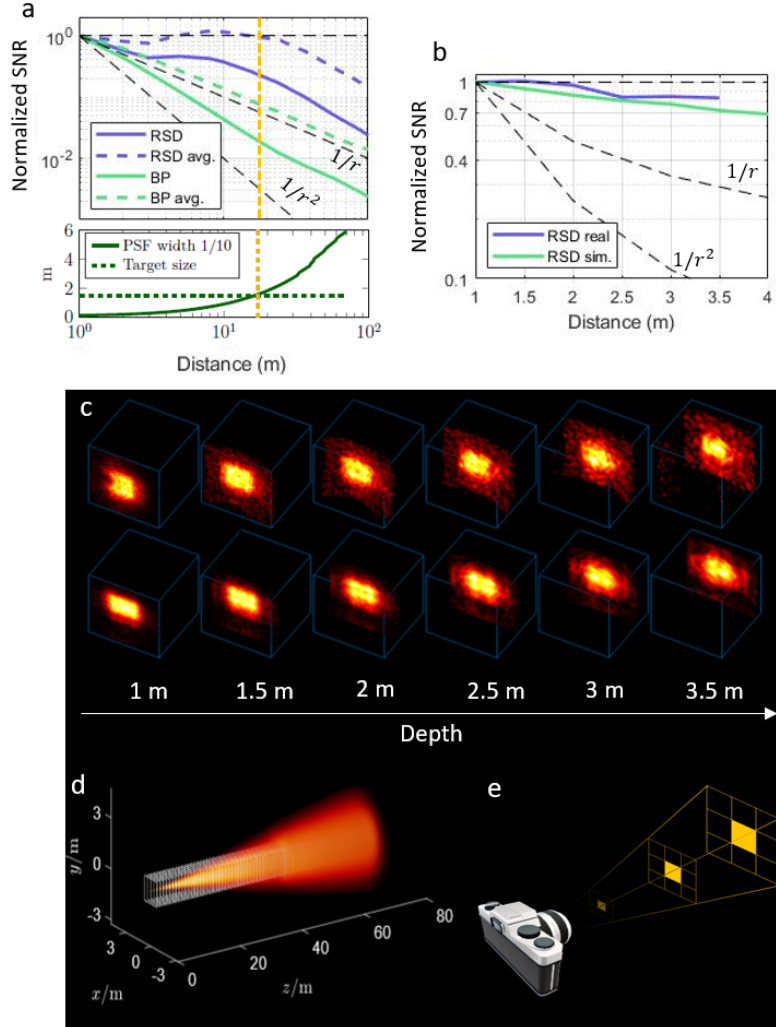 a
Normalized SNR
10^0
10^-2
RSD
RSD avg.
BP
BP avg.
1/r
1/r^2
m
6
4
2
0
PSF width 1/10
Target size
10^0
10^1
10^2
Distance (m)
b
Normalized SNR
1
0.7
0.4
0.1
1/r
1/r^2
RSD real
RSD sim.
1
1.5
2
2.5
3
3.5
4
Distance (m)
c
1 m
1.5 m
2 m
2.5 m
3 m
3.5 m
Depth
d
y/m
3
0
-3
x/m
3
0
-3
0
20
40
60
80
z/m
e